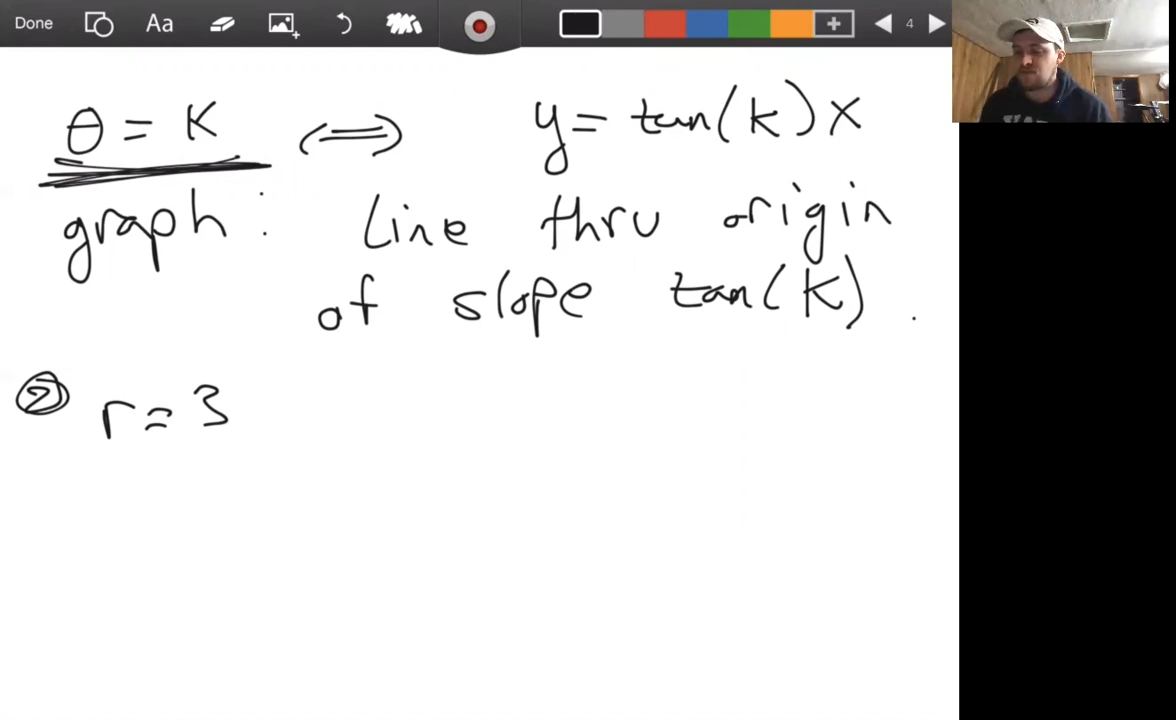 Done Aa 4
θ = K ⟺ y = tan(k)x
graph: Line thru origin
of slope tan(k).
② r = 3